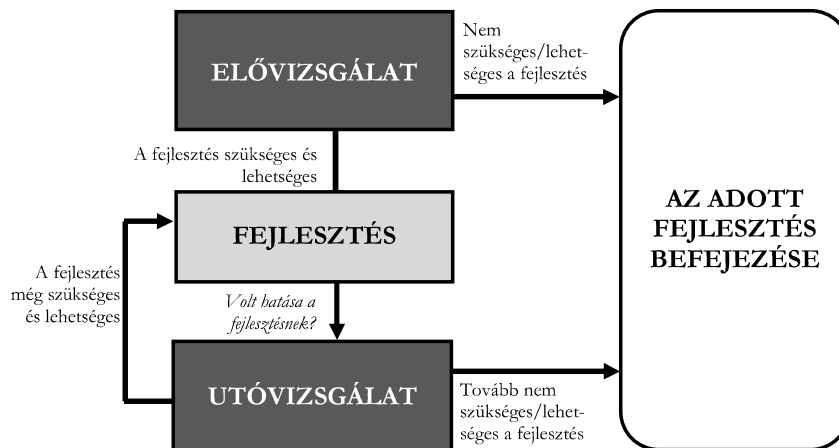 ELŐVIZSGÁLAT
Nem
szükséges/lehet-
séges a fejlesztés
A fejlesztés szükséges és
lehetséges
FEJLESZTÉS
AZ ADOTT
FEJLESZTÉS
BEFEJEZÉSE
A fejlesztés
még szükséges
és lehetséges
Volt hatása a
fejlesztésnek?
UTÓVIZSGÁLAT
Tovább nem
szükséges/lehet-
séges a fejlesztés